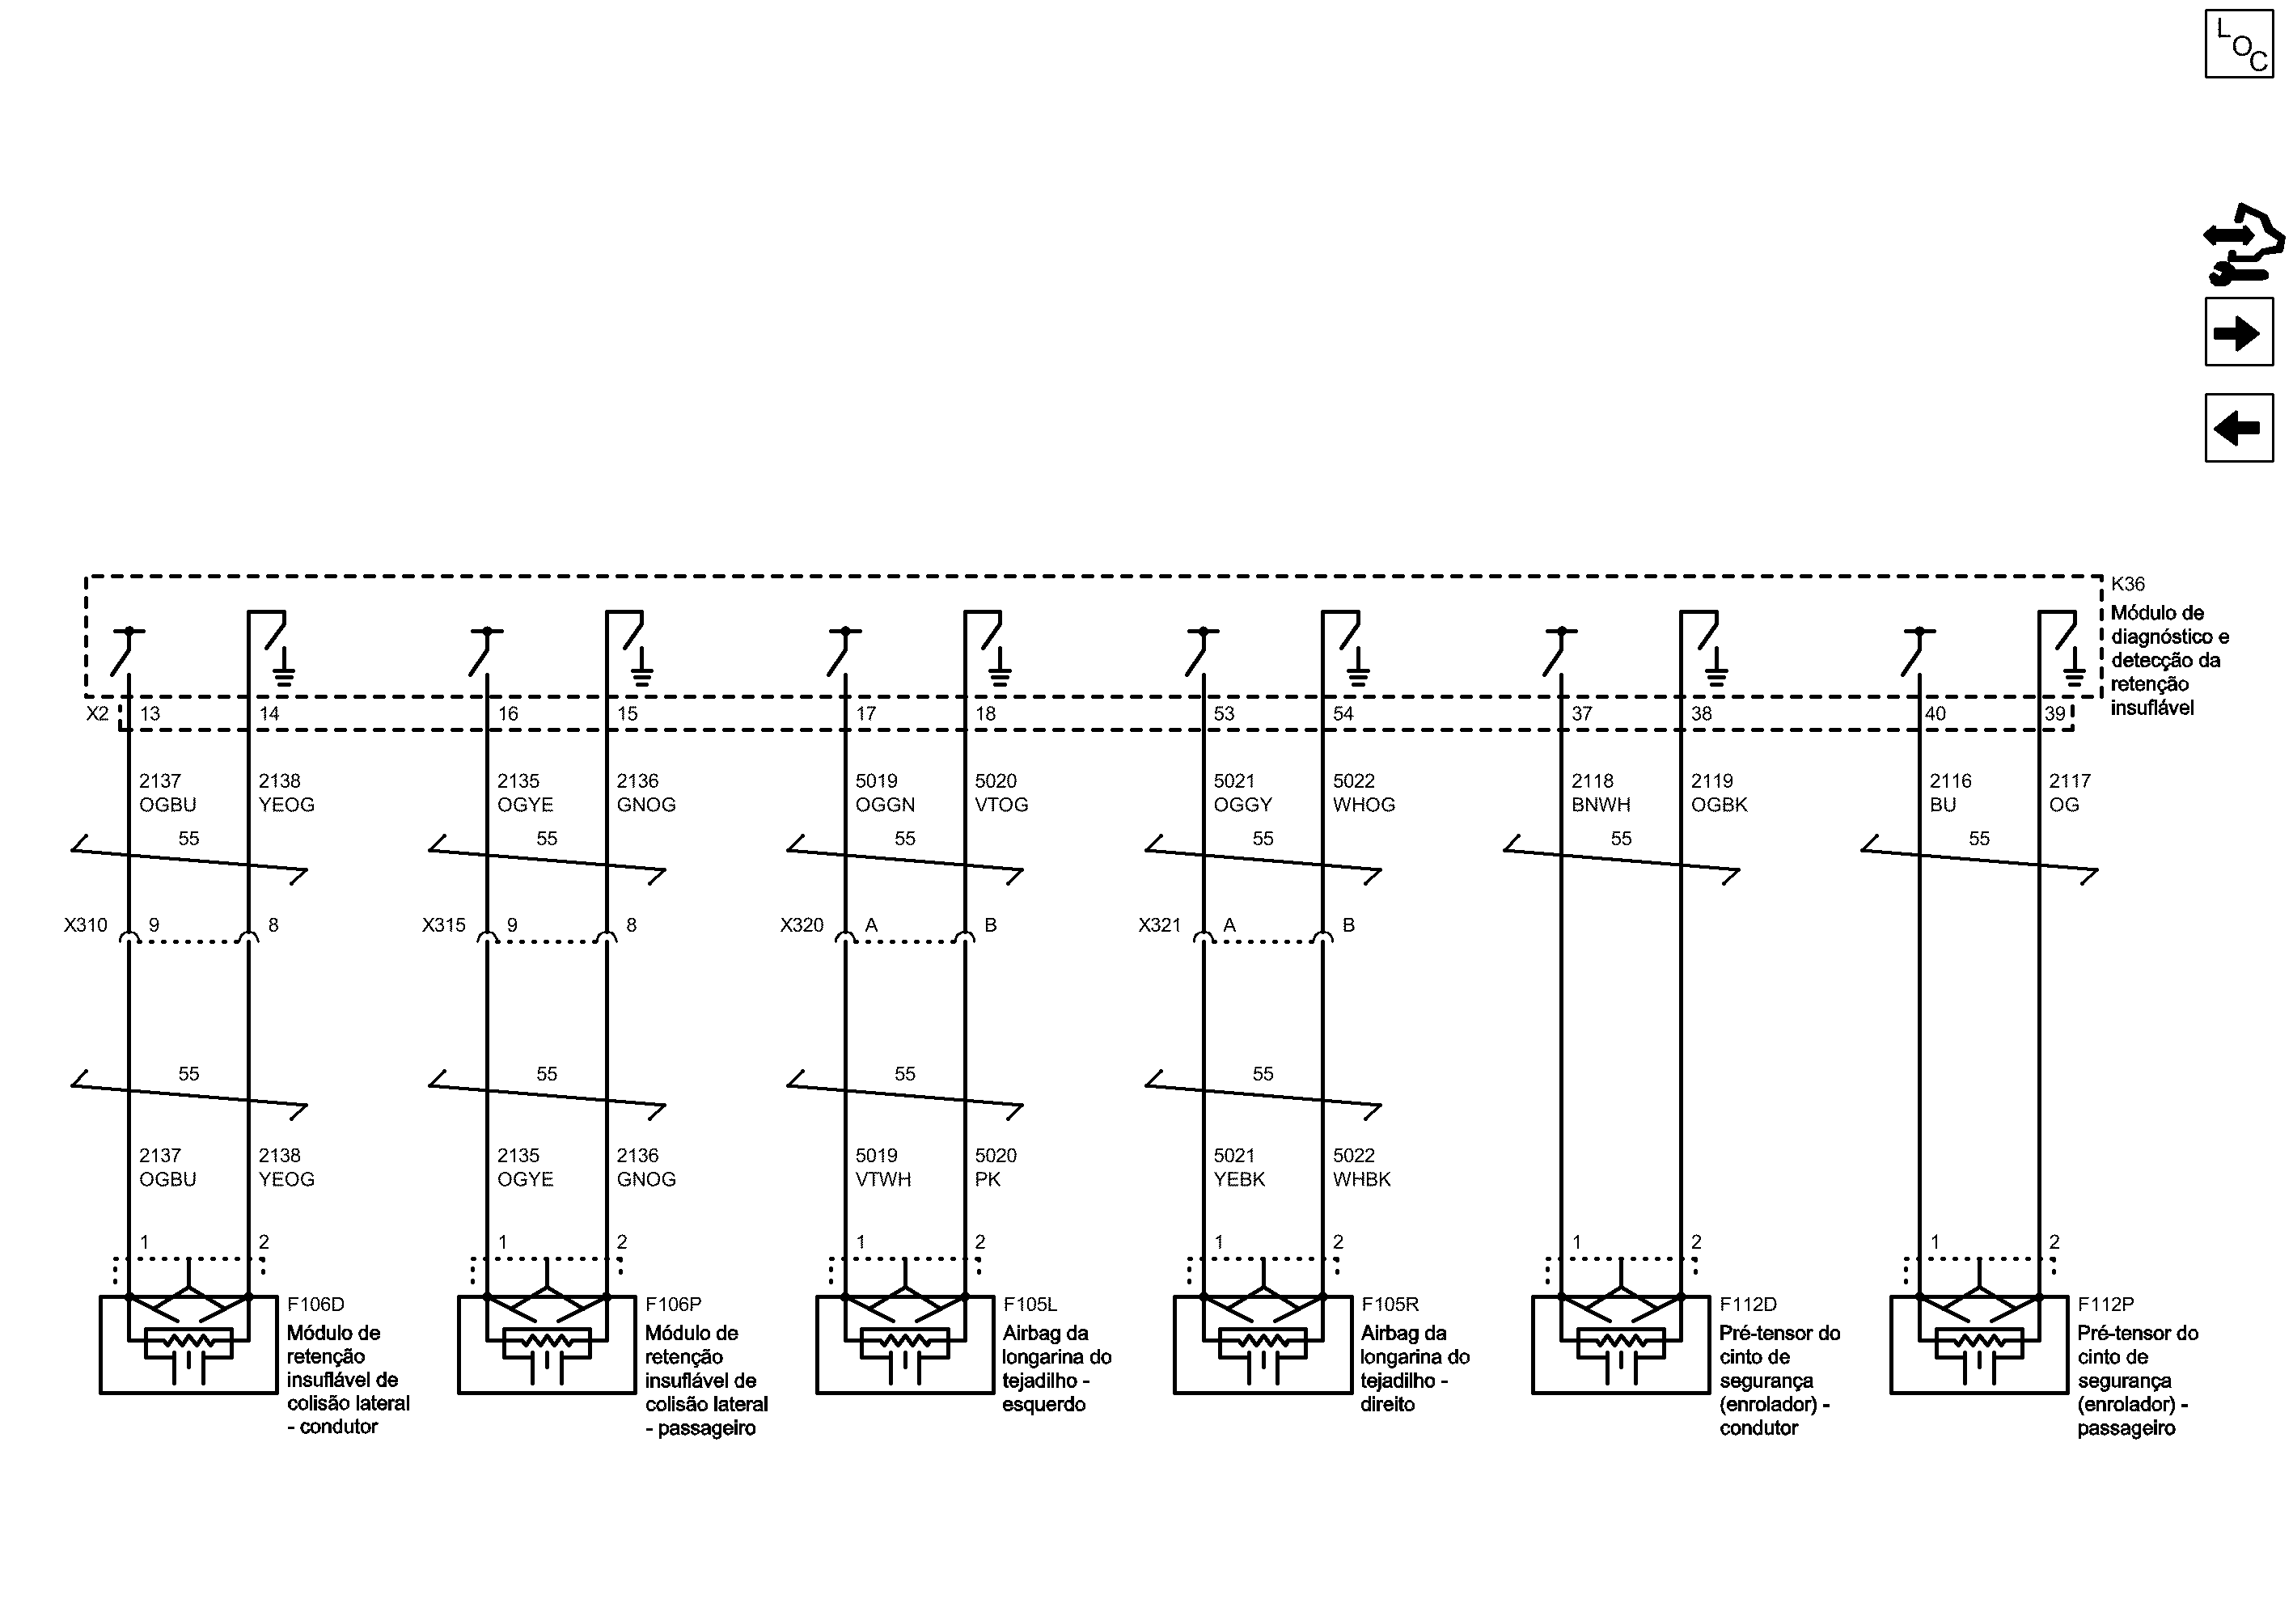 LOC
K36
Módulo de
diagnóstico e
detecção da
retenção
insuflável
X2 13 14 16 15 17 18 53 54 37 38 40 39
2137 2138 2135 2136 5019 5020 5021 5022 2118 2119 2116 2117
OGBU YEOG OGYE GNOG OGGN VTOG OGGY WHOG BNWH OGBK BU OG
55 55 55 55 55 55
X310 9 8 X315 9 8 X320 A B X321 A B
55 55 55 55
2137 2138 2135 2136 5019 5020 5021 5022
OGBU YEOG OGYE GNOG VTWH PK YEBK WHBK
1 2 1 2 1 2 1 2 1 2 1 2
F106D
Módulo de
retenção
insuflável de
colisão lateral
- condutor
F106P
Módulo de
retenção
insuflável de
colisão lateral
- passageiro
F105L
Airbag da
longarina do
tejadilho -
esquerdo
F105R
Airbag da
longarina do
tejadilho -
direito
F112D
Pré-tensor do
cinto de
segurança
(enrolador) -
condutor
F112P
Pré-tensor do
cinto de
segurança
(enrolador) -
passageiro